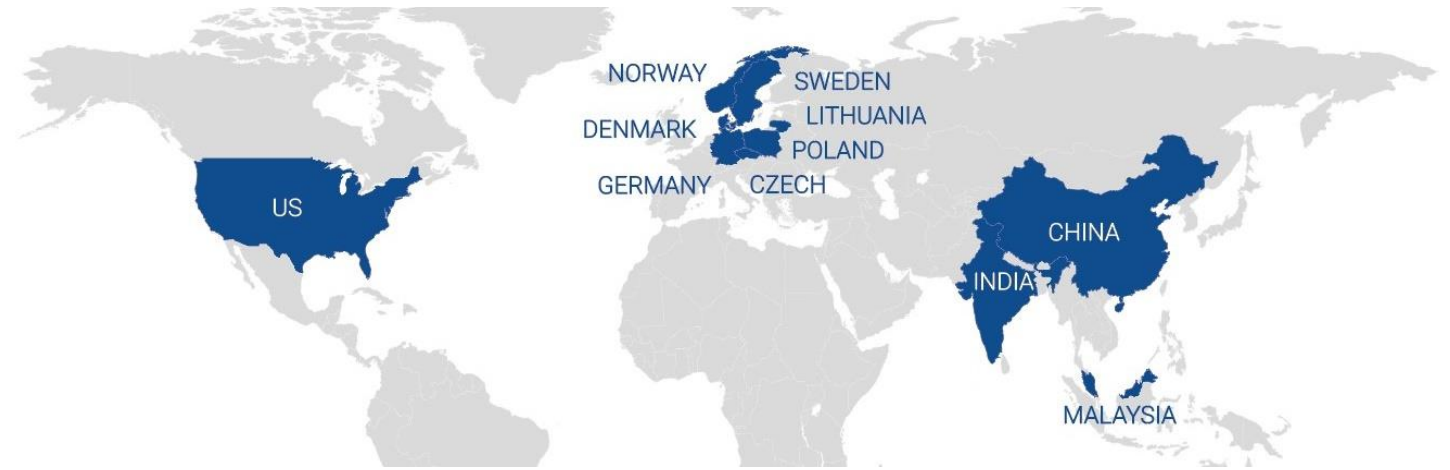 NORWAY
SWEDEN
LITHUANIA
DENMARK
POLAND
GERMANY
CZECH
US
CHINA
INDIA
MALAYSIA